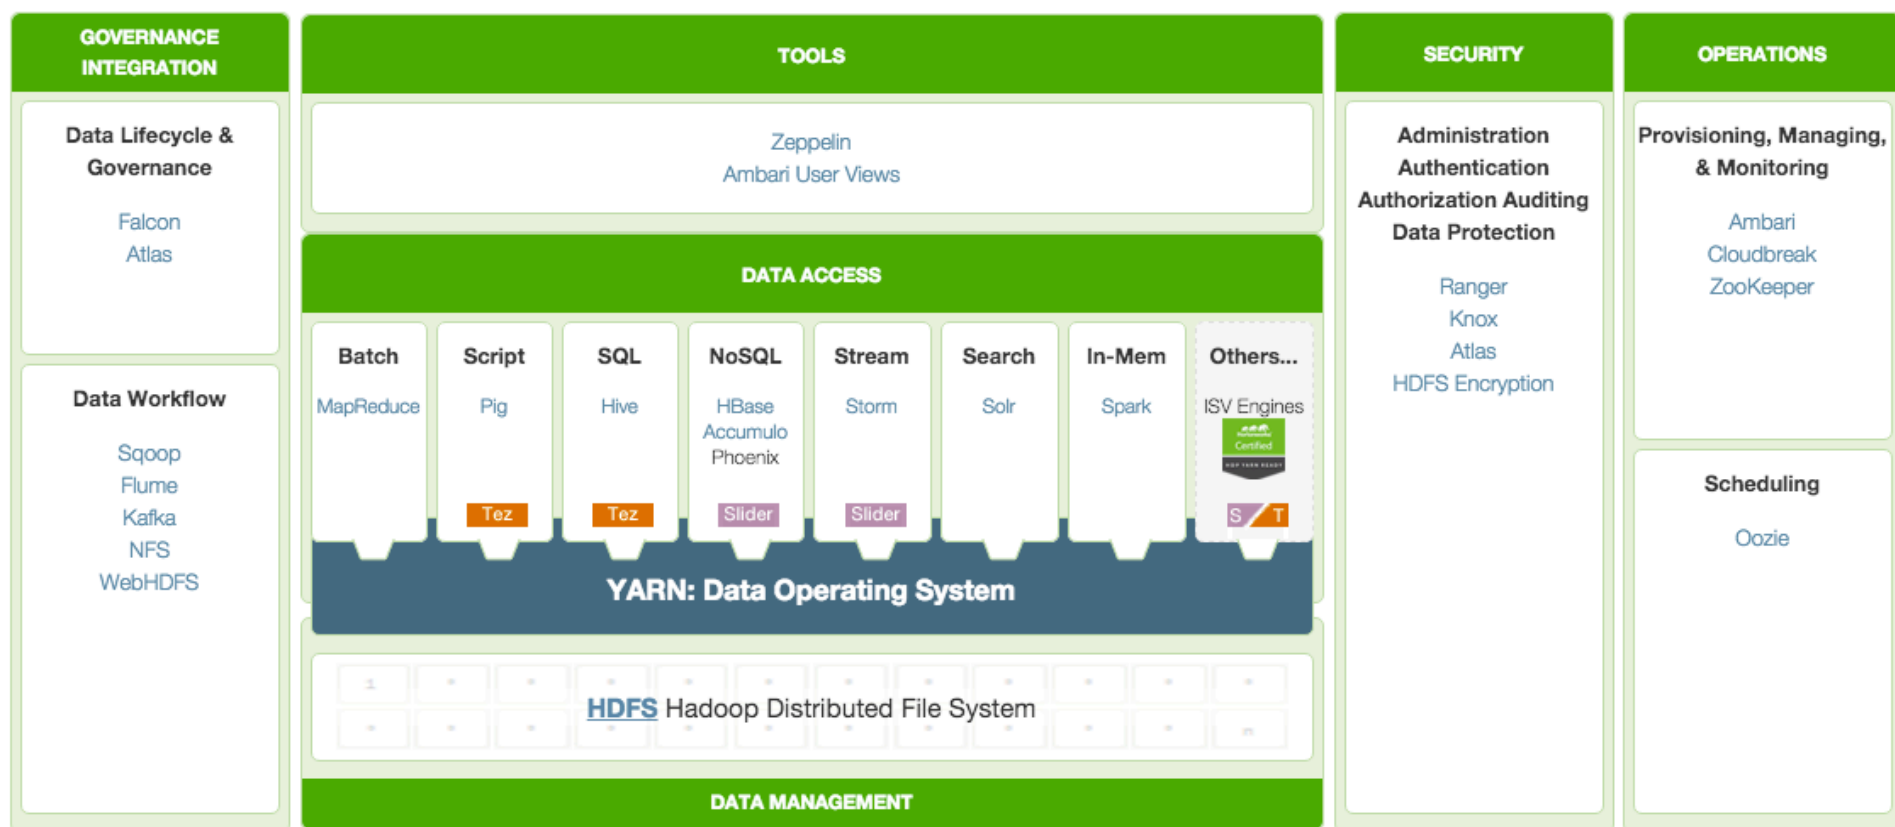 GOVERNANCE
INTEGRATION
Data Lifecycle &
Governance
Falcon
Atlas
Data Workflow
Sqoop
Flume
Kafka
NFS
WebHDFS
TOOLS
Zeppelin
Ambari User Views
DATA ACCESS
Batch
MapReduce
Script
Pig
Tez
SQL
Hive
Tez
NoSQL
HBase
Accumulo
Phoenix
Slider
Stream
Storm
Slider
Search
Solr
In-Mem
Spark
Others...
ISV Engines
Hortonworks
Certified
HDP YARN READY
S T
YARN: Data Operating System
1
HDFS Hadoop Distributed File System
n
DATA MANAGEMENT
SECURITY
Administration
Authentication
Authorization Auditing
Data Protection
Ranger
Knox
Atlas
HDFS Encryption
OPERATIONS
Provisioning, Managing,
& Monitoring
Ambari
Cloudbreak
ZooKeeper
Scheduling
Oozie